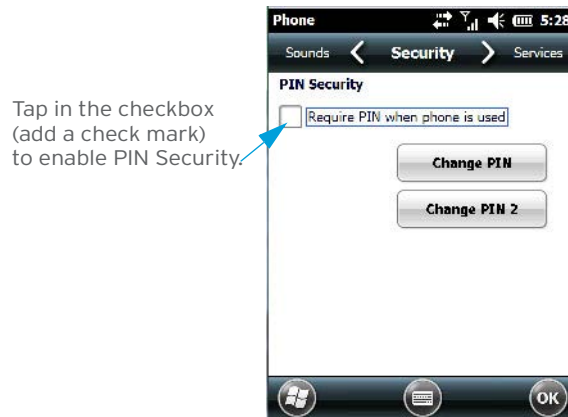 Phone 5:28
Sounds Security Services
PIN Security
Tap in the checkbox
(add a check mark)
to enable PIN Security.
Require PIN when phone is used
Change PIN
Change PIN 2
OK